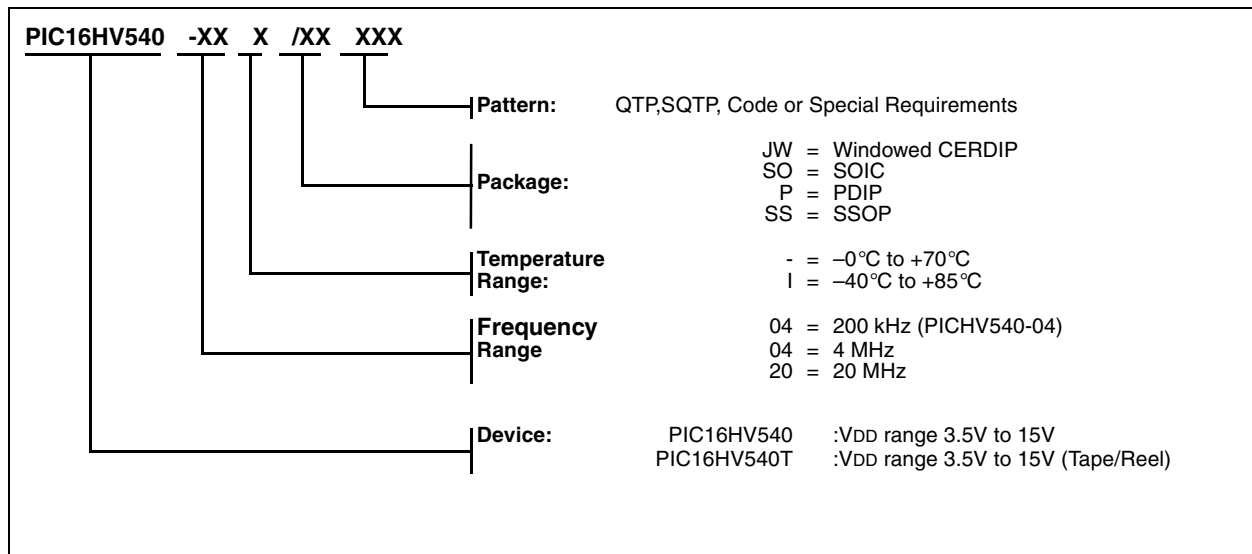 PIC16HV540 -XX X /XX XXX
Pattern: QTP,SQTP, Code or Special Requirements
Package: JW = Windowed CERDIP
SO = SOIC
P = PDIP
SS = SSOP
Temperature Range: - = –0°C to +70°C
I = –40°C to +85°C
Frequency Range 04 = 200 kHz (PICHV540-04)
04 = 4 MHz
20 = 20 MHz
Device: PIC16HV540 :VDD range 3.5V to 15V
PIC16HV540T :VDD range 3.5V to 15V (Tape/Reel)